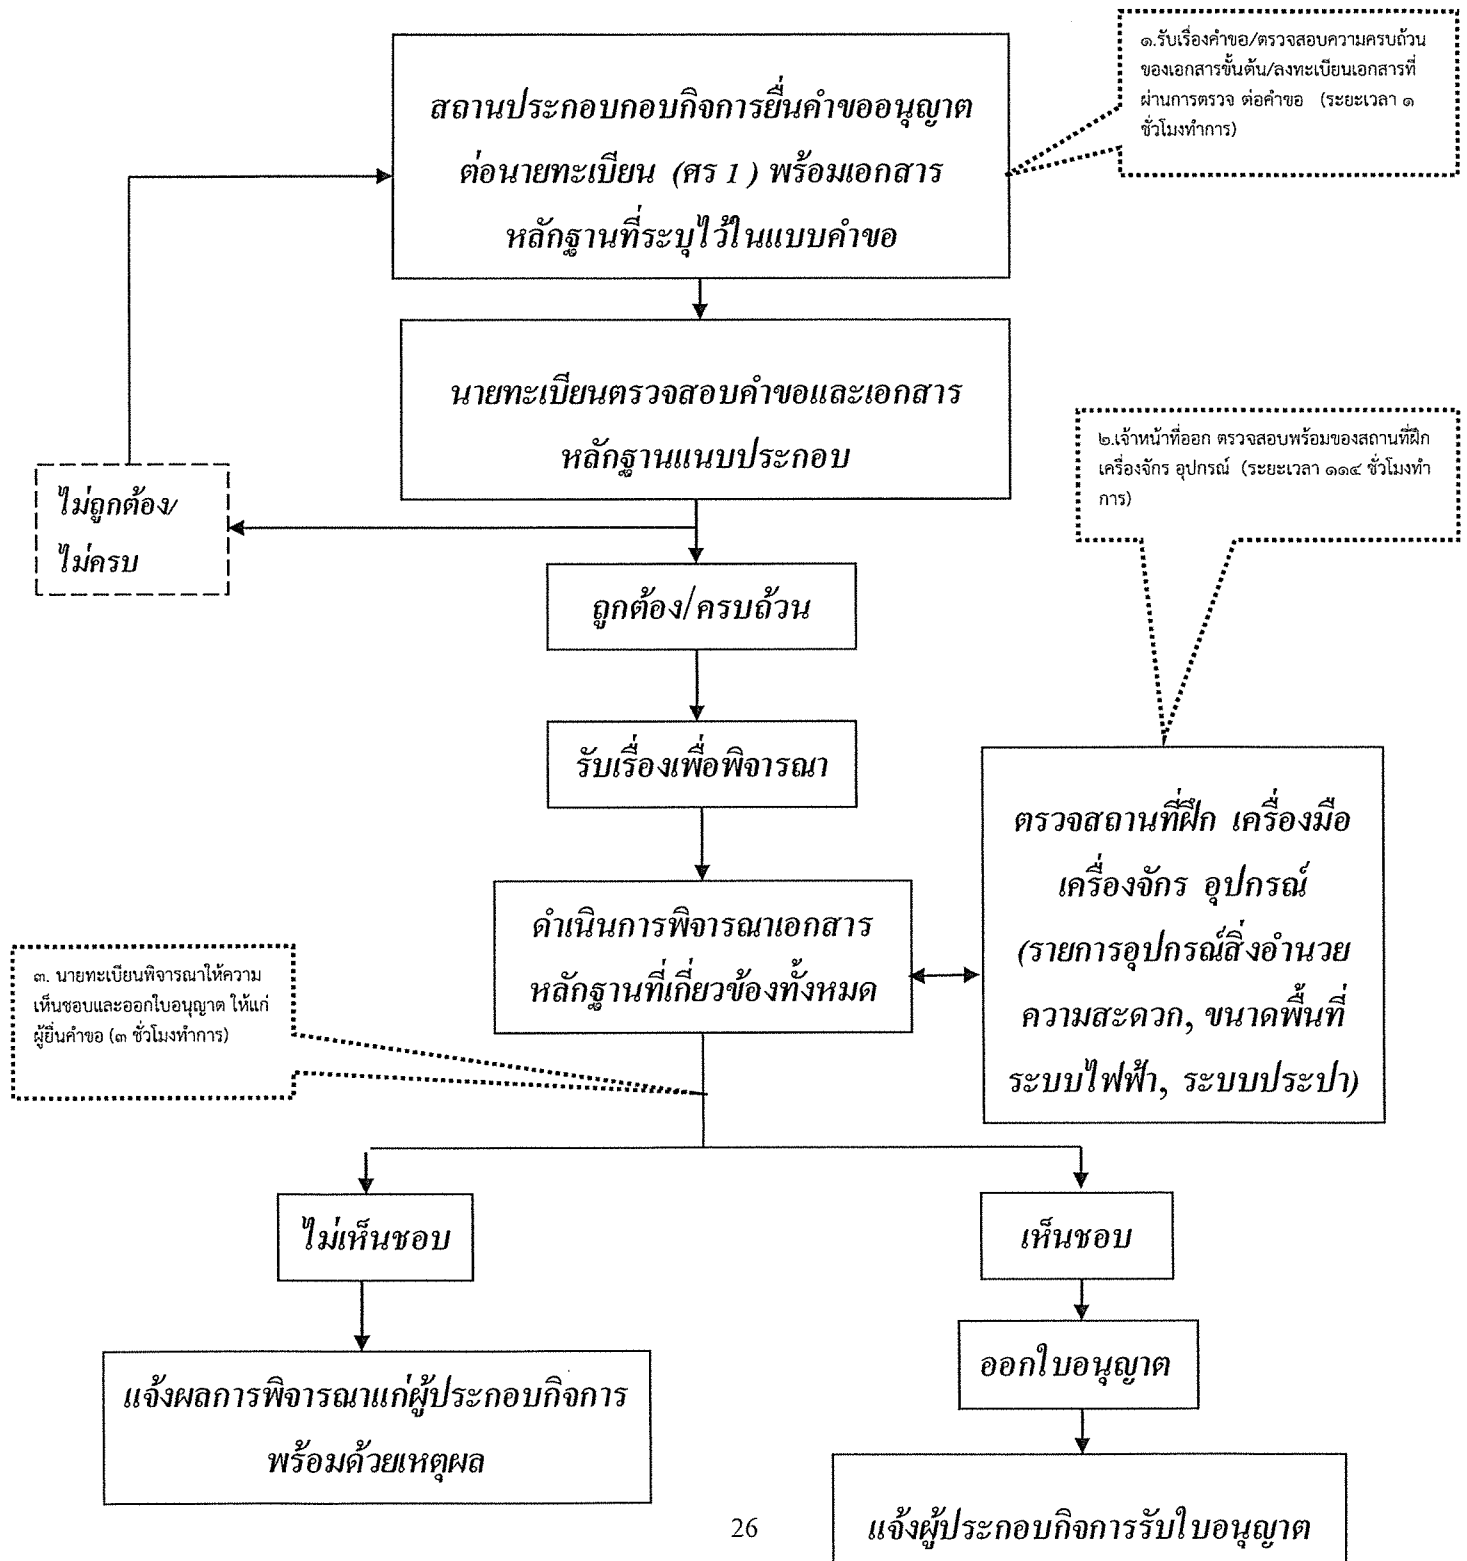 ๑.รับเรื่องคำขอ/ตรวจสอบความครบถ้วน
ของเอกสารขั้นต้น/ลงทะเบียนเอกสารที่
ผ่านการตรวจ ต่อคำขอ (ระยะเวลา ๑
ชั่วโมงทำการ)
สถานประกอบกอบกิจการยื่นคำขออนุญาต
ต่อนายทะเบียน (ศร 1 ) พร้อมเอกสาร
หลักฐานที่ระบุไว้ในแบบคำขอ
นายทะเบียนตรวจสอบคำขอและเอกสาร
หลักฐานแนบประกอบ
๒.เจ้าหน้าที่ออก ตรวจสอบพร้อมของสถานที่ฝึก
เครื่องจักร อุปกรณ์ (ระยะเวลา ๑๑๔ ชั่วโมงทำ
การ)
ไม่ถูกต้อง/
ไม่ครบ
ถูกต้อง/ครบถ้วน
รับเรื่องเพื่อพิจารณา
ตรวจสถานที่ฝึก เครื่องมือ
เครื่องจักร อุปกรณ์
(รายการอุปกรณ์สิ่งอำนวย
ความสะดวก, ขนาดพื้นที่
ระบบไฟฟ้า, ระบบประปา)
ดำเนินการพิจารณาเอกสาร
หลักฐานที่เกี่ยวข้องทั้งหมด
๓. นายทะเบียนพิจารณาให้ความ
เห็นชอบและออกใบอนุญาต ให้แก่
ผู้ยื่นคำขอ (๓ ชั่วโมงทำการ)
ไม่เห็นชอบ
เห็นชอบ
ออกใบอนุญาต
แจ้งผลการพิจารณาแก่ผู้ประกอบกิจการ
พร้อมด้วยเหตุผล
แจ้งผู้ประกอบกิจการรับใบอนุญาต
26